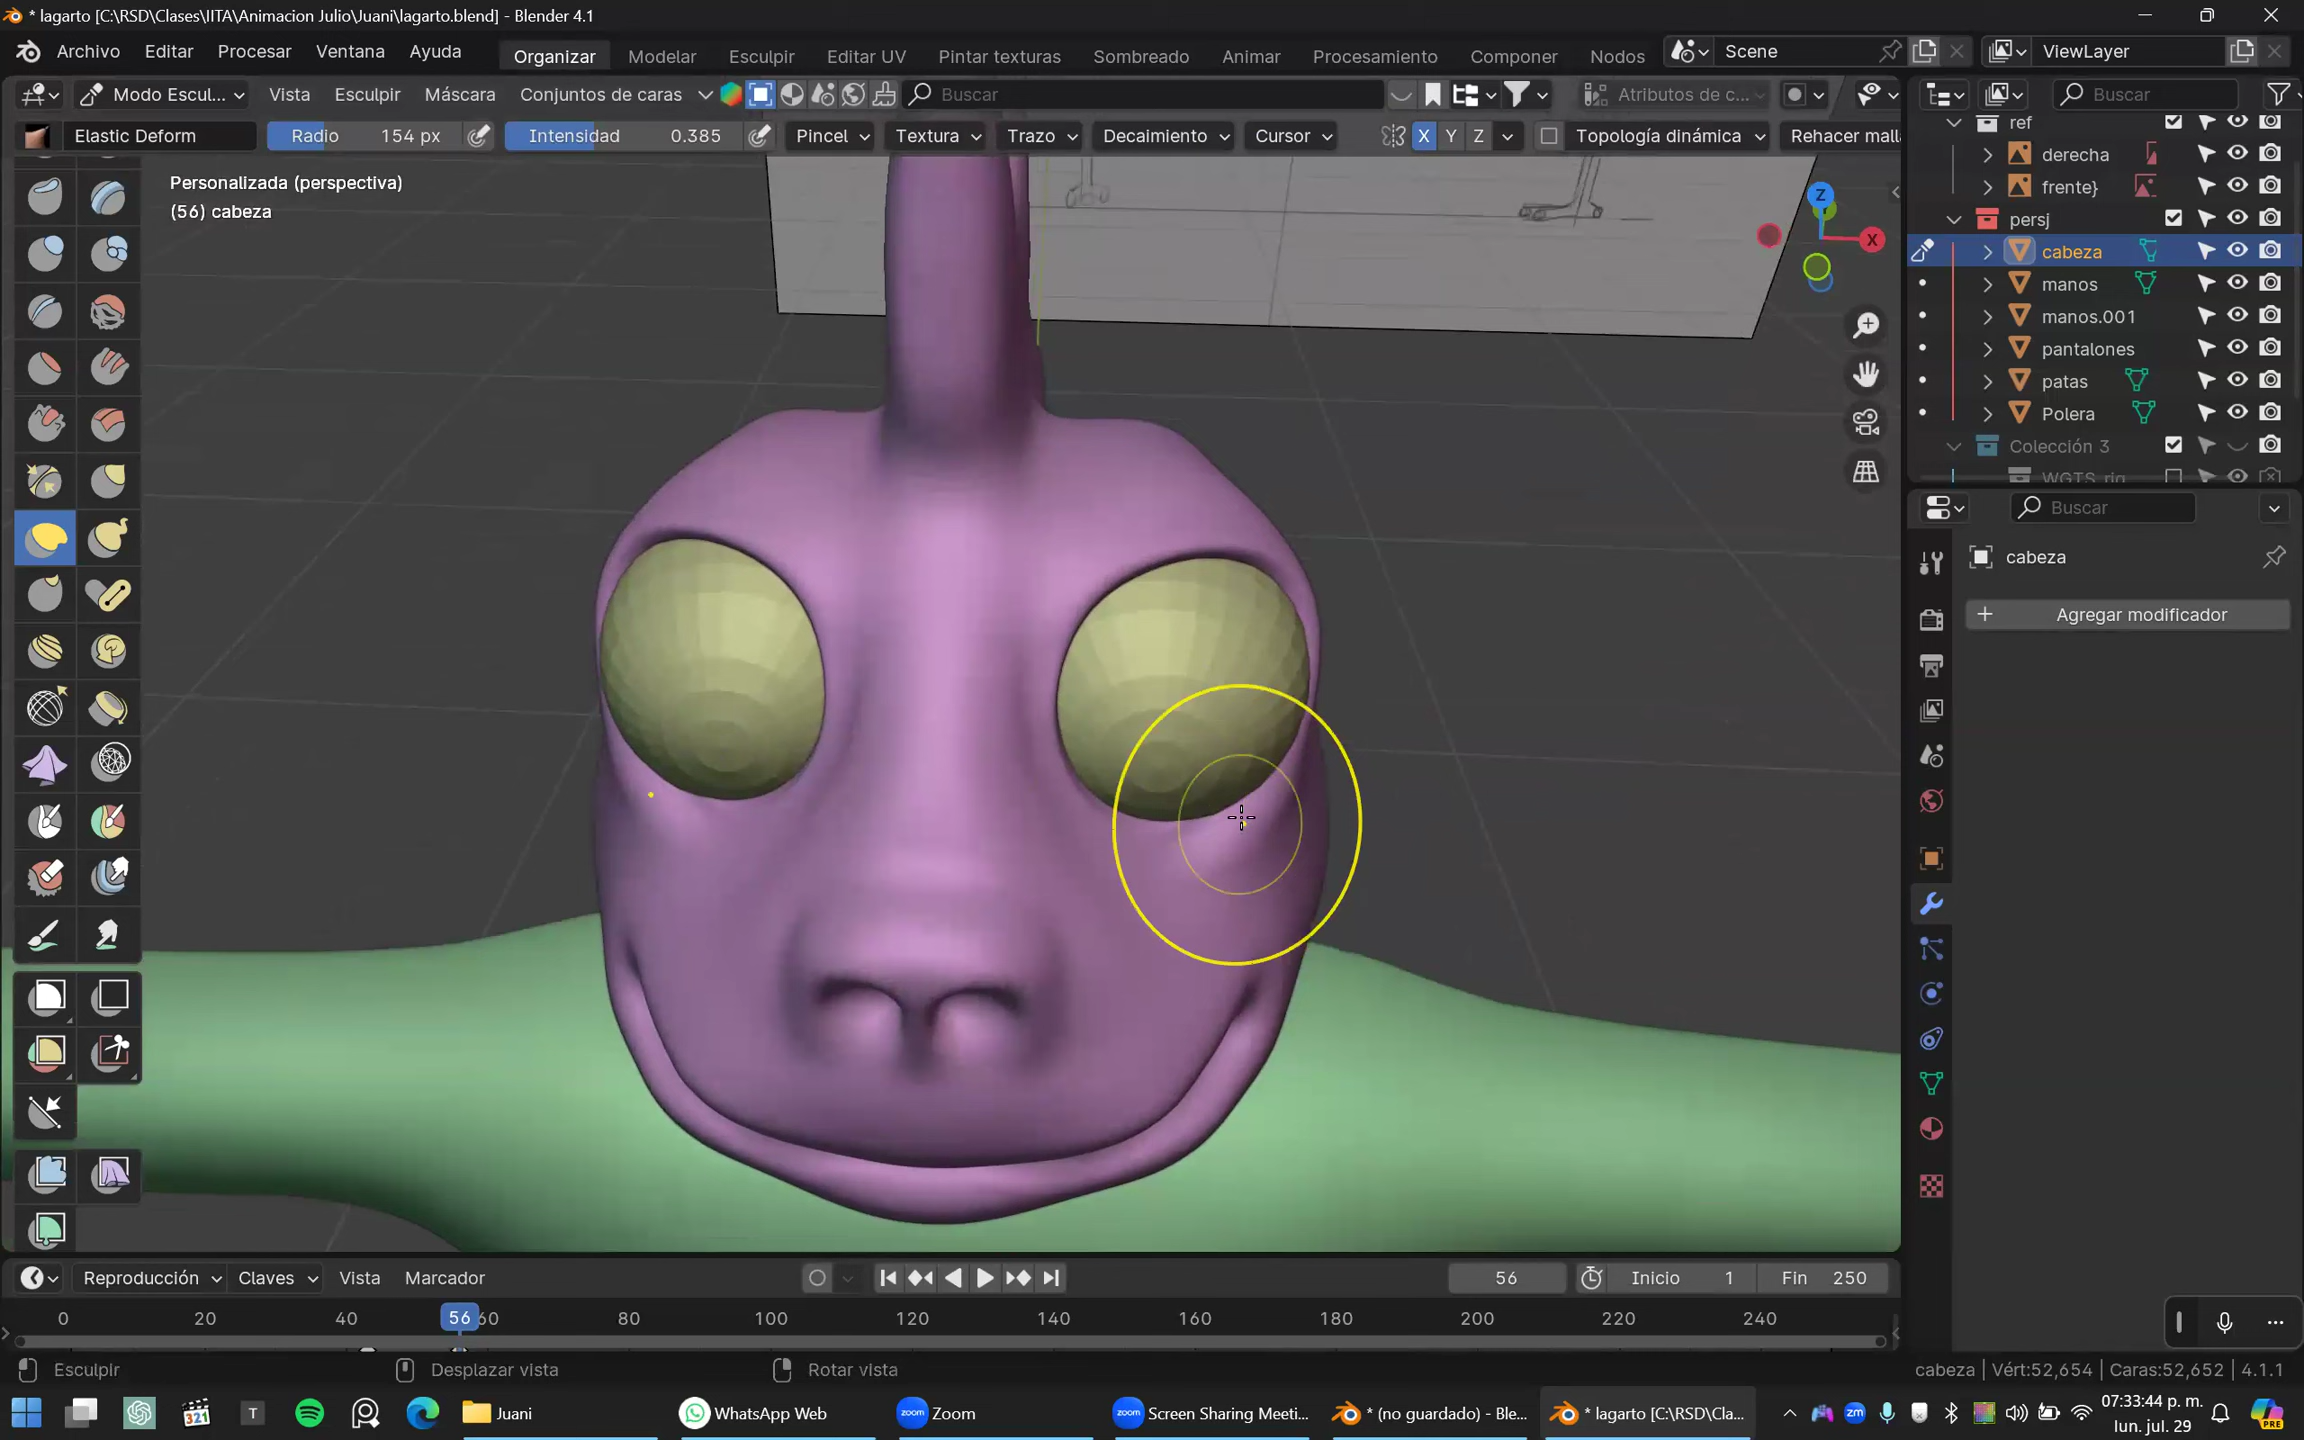 * lagarto [C:\RSD\Clases\IITA\Animacion Julio\Juani\lagarto.blend] - Blender 4.1
Archivo Editar Procesar Ventana Ayuda Organizar Modelar Esculpir Editar UV Pintar texturas Sombreado Animar Procesamiento Componer Nodos Scene ViewLayer
Modo Escul... Vista Esculpir Máscara Conjuntos de caras Buscar Atributos de c... Buscar
Elastic Deform Radio 154 px Intensidad 0.385 Pincel Textura Trazo Decaimiento Cursor X Y Z Topología dinámica Rehacer mall
Personalizada (perspectiva)
(56) cabeza
Z
X
ref
derecha
frente}
persj
cabeza
manos
manos.001
pantalones
patas
Polera
Colección 3
WGTS_rig
Buscar
cabeza
+ Agregar modificador
Reproducción Claves Vista Marcador 56 Inicio 1 Fin 250
0 20 40 56 60 80 100 120 140 160 180 200 220 240
Esculpir Desplazar vista Rotar vista cabeza | Vért:52,654 | Caras:52,652 | 4.1.1
321 T Juani WhatsApp Web zoom Zoom zoom Screen Sharing Meeti... * (no guardado) - Ble... * lagarto [C:\RSD\Cla... zm 07:33:44 p. m.
lun. jul. 29
PRE